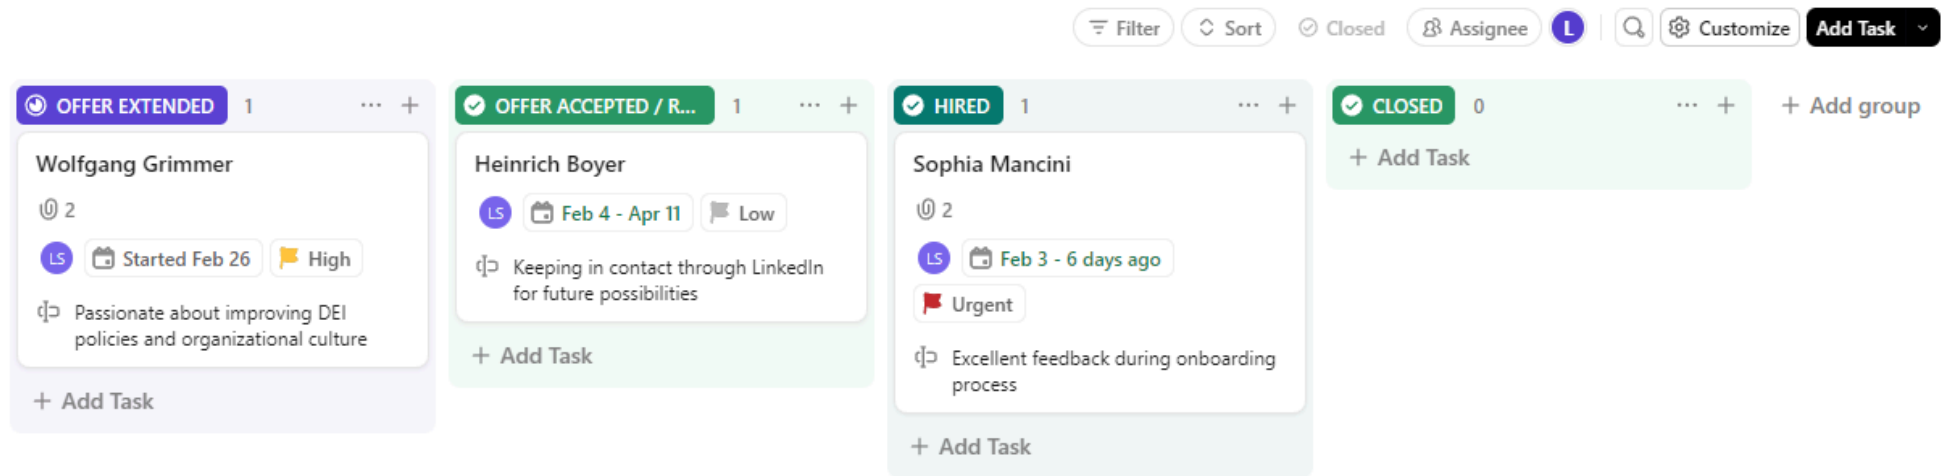 Filter
Sort
Closed
Assignee
L
Customize
Add Task
OFFER EXTENDED 1
Wolfgang Grimmer
2
LS
Started Feb 26
High
Passionate about improving DEI
policies and organizational culture
+ Add Task
OFFER ACCEPTED / R... 1
Heinrich Boyer
LS
Feb 4 - Apr 11
Low
Keeping in contact through LinkedIn
for future possibilities
+ Add Task
HIRED 1
Sophia Mancini
2
LS
Feb 3 - 6 days ago
Urgent
Excellent feedback during onboarding
process
+ Add Task
CLOSED 0
+ Add Task
+ Add group